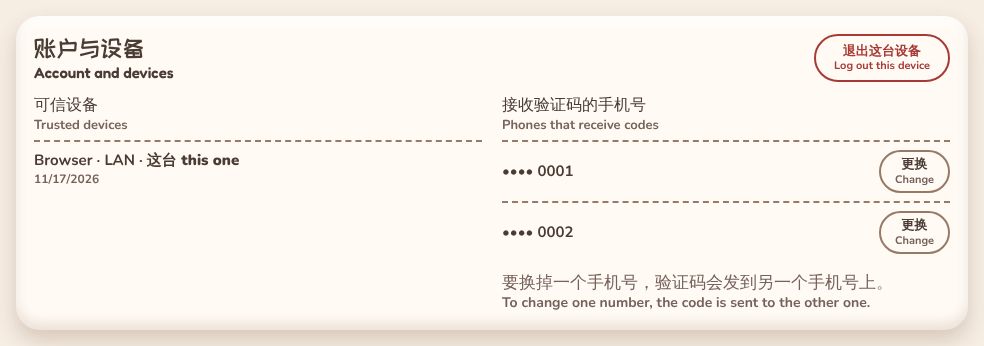 账户与设备
Account and devices
退出这台设备
Log out this device
可信设备
Trusted devices
Browser · LAN · 这台 this one
11/17/2026
接收验证码的手机号
Phones that receive codes
•••• 0001
更换
Change
•••• 0002
更换
Change
要换掉一个手机号，验证码会发到另一个手机号上。
To change one number, the code is sent to the other one.